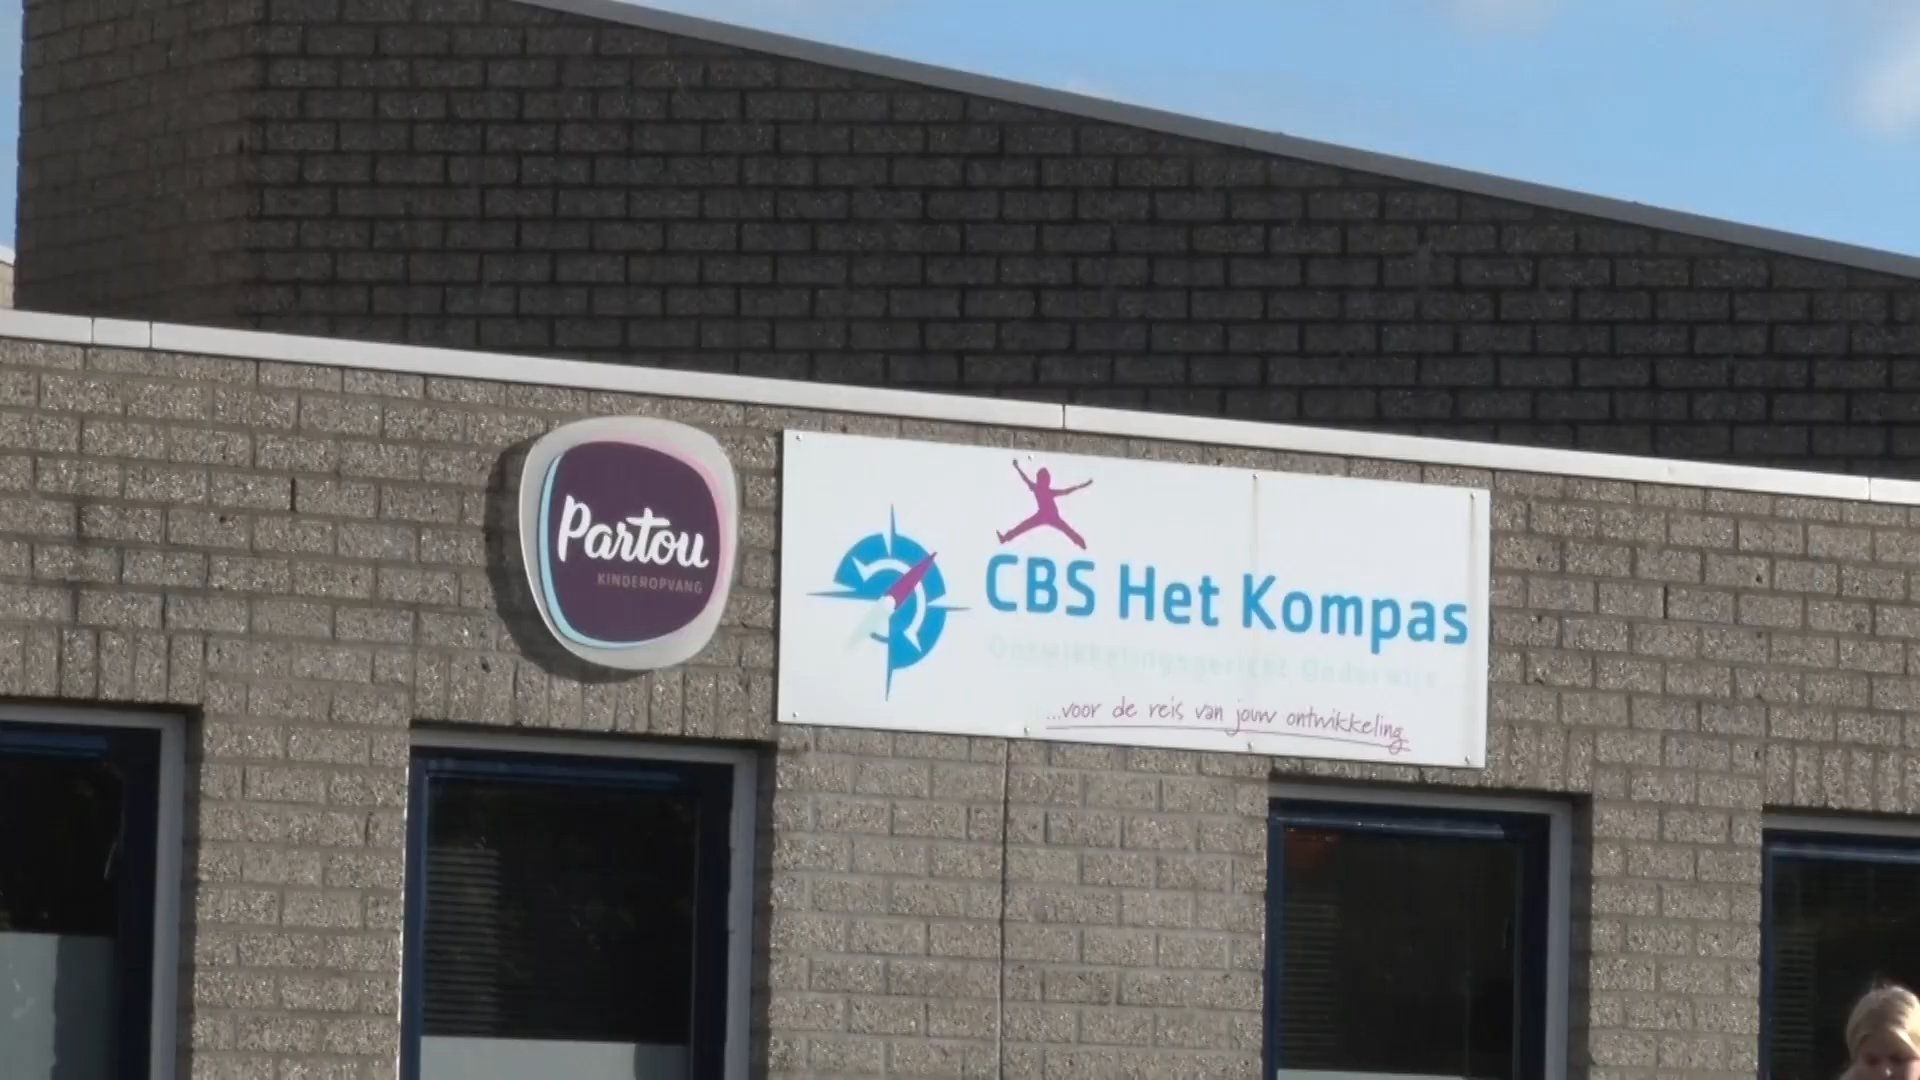 Partou
KINDEROPVANG
CBS Het Kompas
Ontwikkelingsgericht Onderwijs
...voor de reis van jouw ontwikkeling